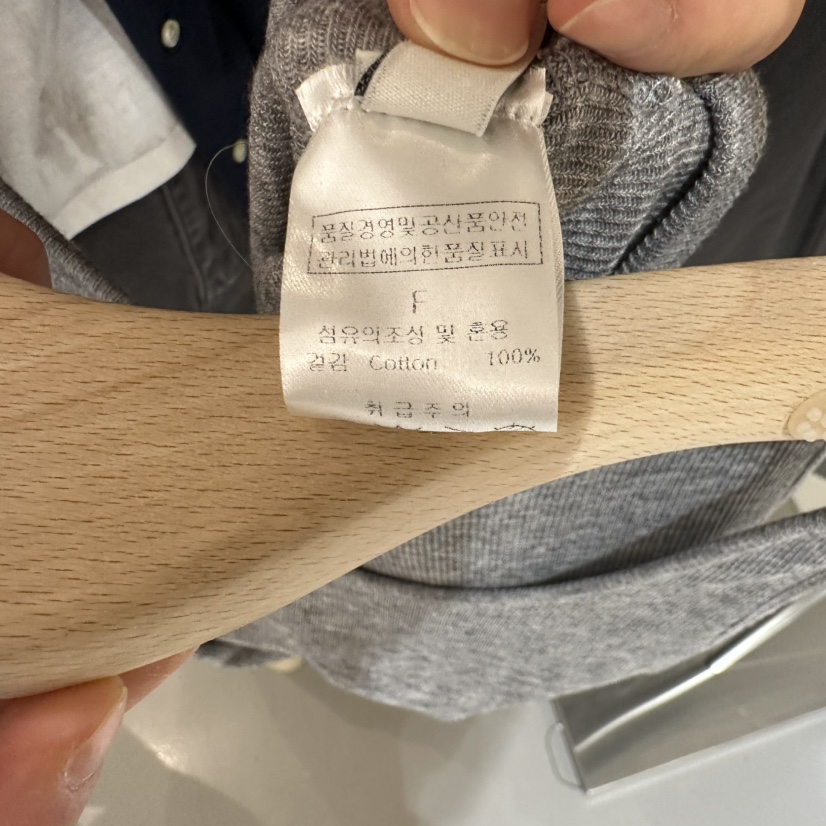 품질경영및공산품안전
관리법에의한품질표시
F
섬유의조성 및 혼용
겉감 Cotton 100%
취급주의